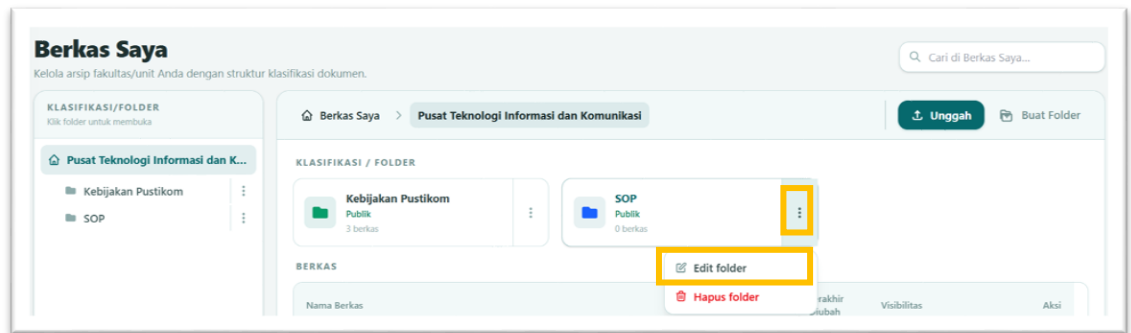 Berkas Saya
Kelola arsip fakultas/unit Anda dengan struktur klasifikasi dokumen.
Cari di Berkas Saya...
KLASIFIKASI/FOLDER
Klik folder untuk membuka
Pusat Teknologi Informasi dan K...
Kebijakan Pustikom
SOP
Berkas Saya > Pusat Teknologi Informasi dan Komunikasi
Unggah
Buat Folder
KLASIFIKASI / FOLDER
Kebijakan Pustikom
Publik
3 berkas
SOP
Publik
0 berkas
Edit folder
Hapus folder
BERKAS
Nama Berkas
Visibilitas
Aksi